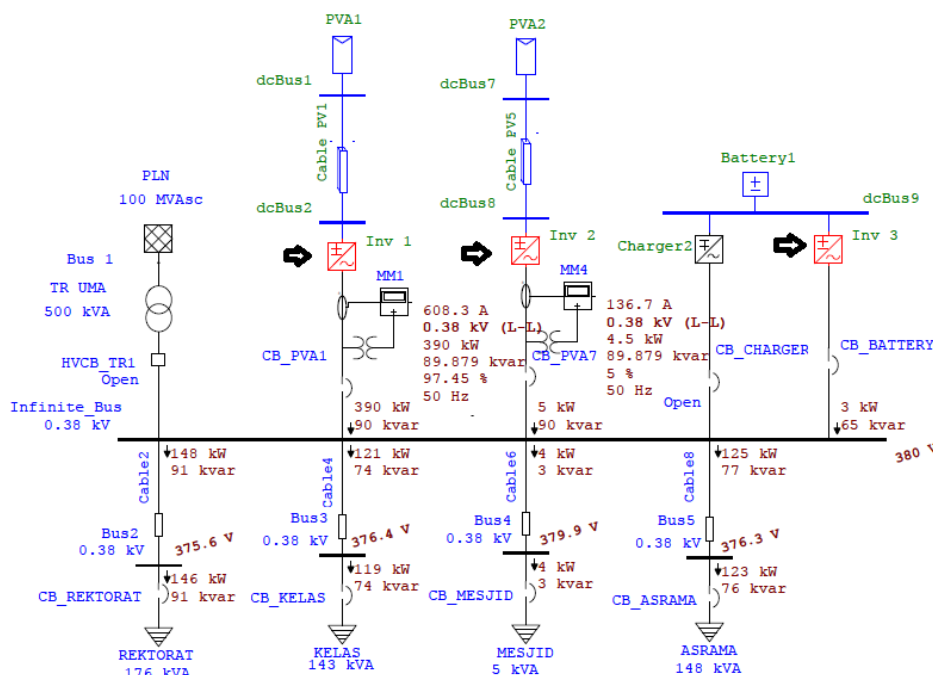 PVA1
PVA2
dcBus1
dcBus7
Cable PV1
Cable PV5
Battery1
PLN
100 MVAsc
dcBus2
dcBus8
dcBus9
Inv 1
Inv 2
Charger2
Inv 3
Bus 1
MM1
MM4
TR UMA
500 kVA
608.3 A
0.38 kV (L-L)
390 kW
89.879 kvar
97.45 %
50 Hz
136.7 A
0.38 kV (L-L)
4.5 kW
89.879 kvar
5 %
50 Hz
CB_PVA1
CB_PVA7
CB_CHARGER
CB_BATTERY
HVCB_TR1
Open
Open
Infinite_Bus
0.38 kV
390 kW
90 kvar
5 kW
90 kvar
3 kW
65 kvar
380 V
148 kW
91 kvar
121 kW
74 kvar
4 kW
3 kvar
125 kW
77 kvar
Cable2
Cable4
Cable6
Cable8
Bus2
0.38 kV
375.6 V
Bus3
0.38 kV
376.4 V
Bus4
0.38 kV
379.9 V
Bus5
0.38 kV
376.3 V
146 kW
91 kvar
119 kW
74 kvar
4 kW
3 kvar
123 kW
76 kvar
CB_REKTORAT
CB_KELAS
CB_MESJID
CB_ASRAMA
REKTORAT
176 kVA
KELAS
143 kVA
MESJID
5 kVA
ASRAMA
148 kVA